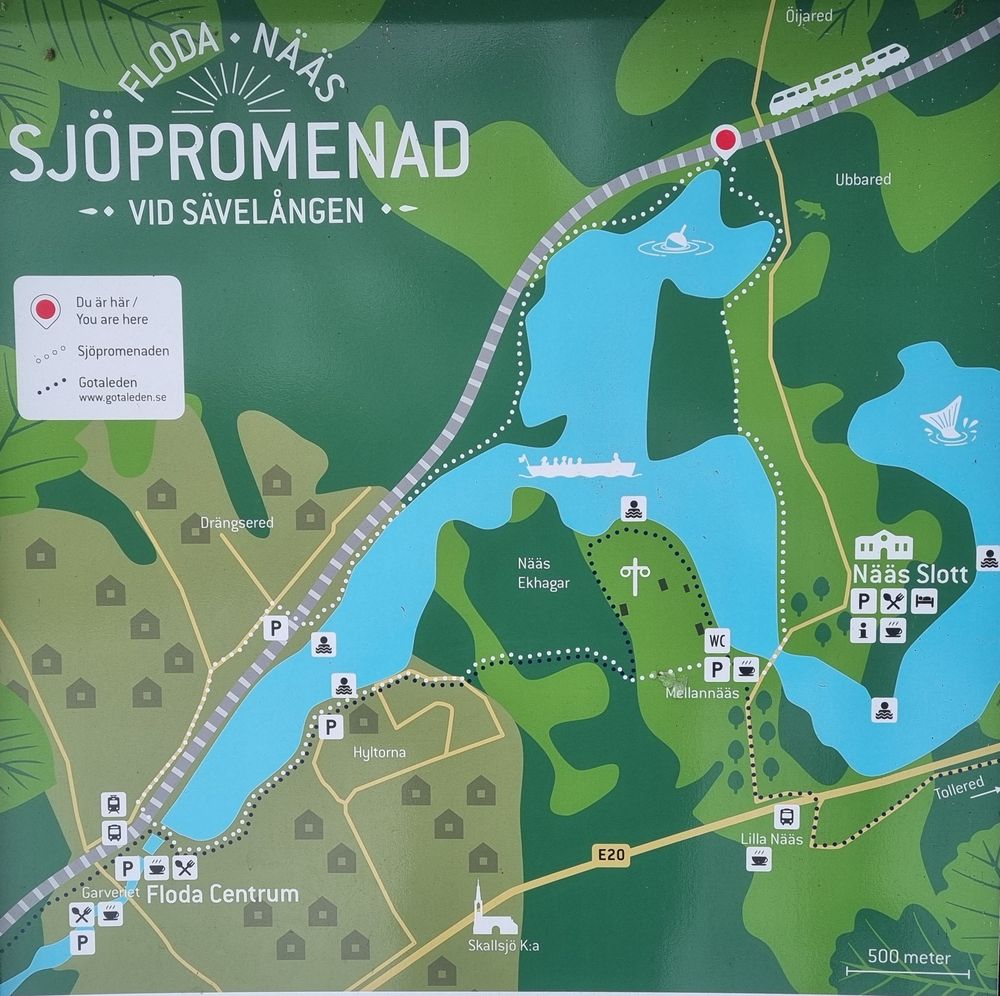 FLODA • NÄÄS
SJÖPROMENAD
• VID SÄVELÅNGEN •
Öijared
Ubbared
Du är här /
You are here
Sjöpromenaden
Gotaleden
www.gotaleden.se
Drängsered
Nääs
Ekhagar
Nääs Slott
P
i
P
WC
P
Mellannääs
P
Hyltorna
Tollered
Lilla Nääs
E20
P
Garveriet
Floda Centrum
P
Skallsjö K:a
500 meter